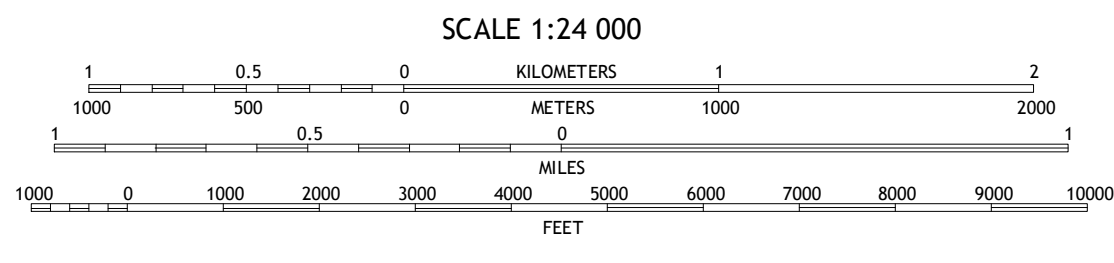 SCALE 1:24 000
1 0.5 0 KILOMETERS 1 2
1000 500 0 METERS 1000 2000
1 0.5 0 1
MILES
1000 0 1000 2000 3000 4000 5000 6000 7000 8000 9000 10000
FEET